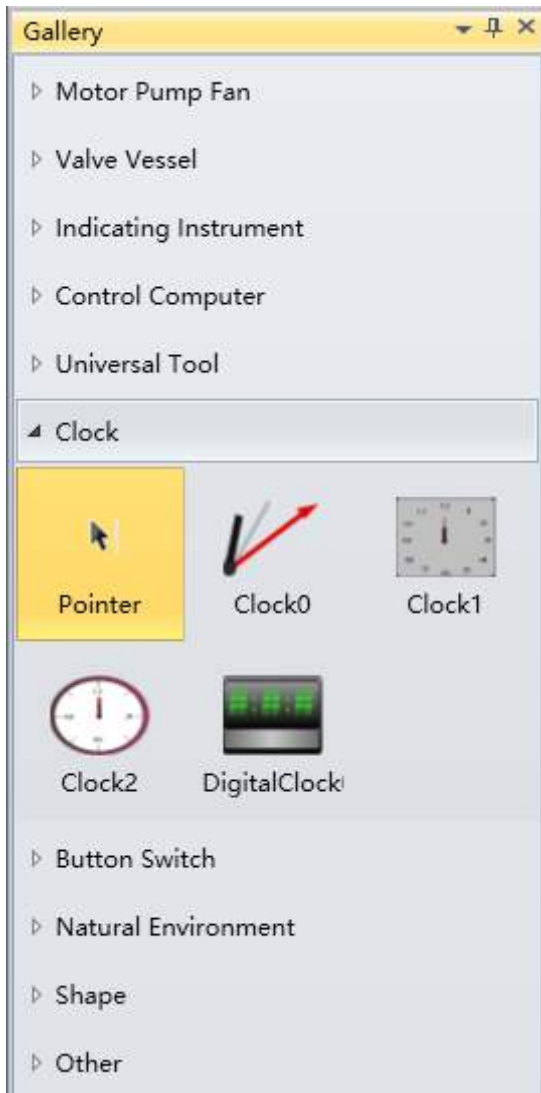 Gallery
Motor Pump Fan
Valve Vessel
Indicating Instrument
Control Computer
Universal Tool
Clock
Pointer Clock0 Clock1
Clock2
Button Switch
Natural Environment
Shape
Other